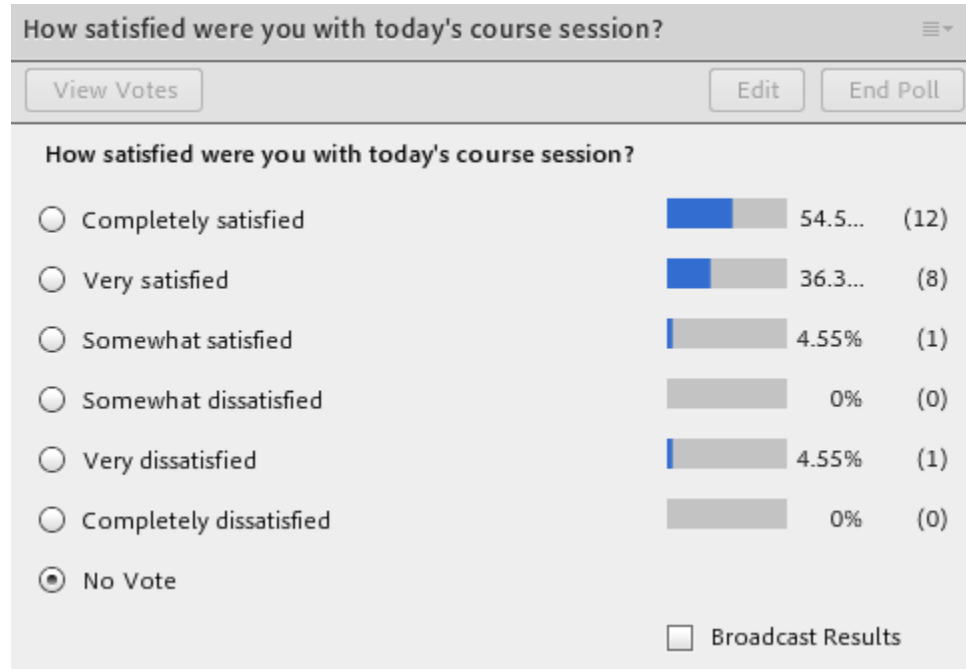 How satisfied were you with today's course session?
View Votes Edit End Poll
How satisfied were you with today's course session?
Completely satisfied 54.5... (12)
Very satisfied 36.3... (8)
Somewhat satisfied 4.55% (1)
Somewhat dissatisfied 0% (0)
Very dissatisfied 4.55% (1)
Completely dissatisfied 0% (0)
No Vote
Broadcast Results